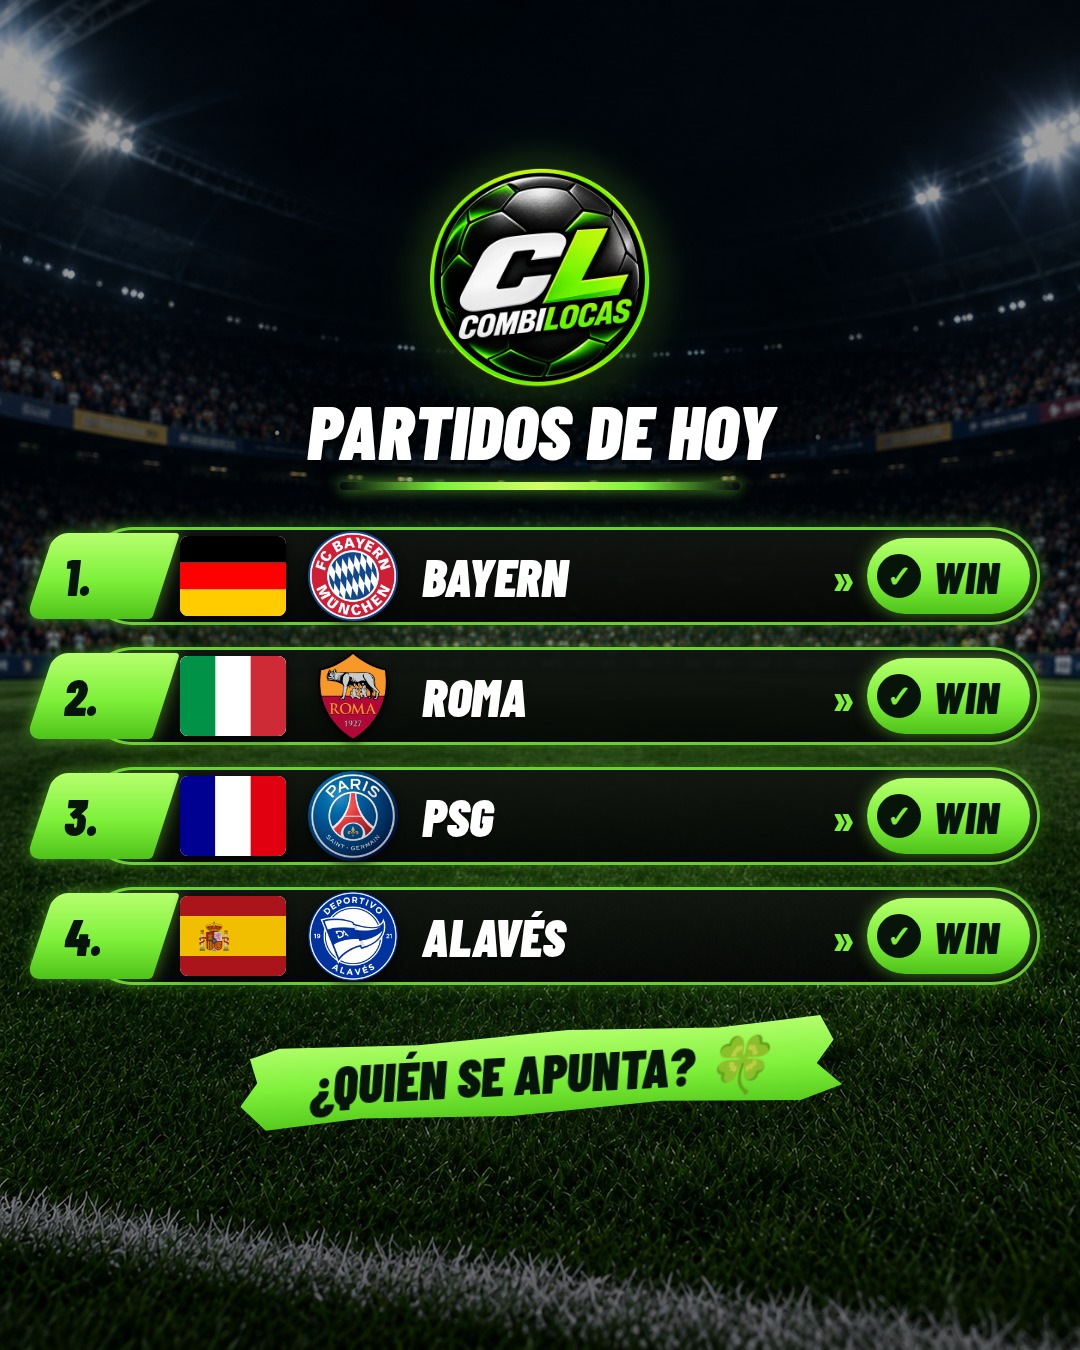 CL
COMBILOCAS
PARTIDOS DE HOY
1. FC BAYERN MÜNCHEN BAYERN » ✓ WIN
2. ROMA 1927 ROMA » ✓ WIN
3. PARIS SAINT-GERMAIN PSG » ✓ WIN
4. DEPORTIVO 19 21 ALAVÉS ALAVÉS » ✓ WIN
¿QUIÉN SE APUNTA? 🍀